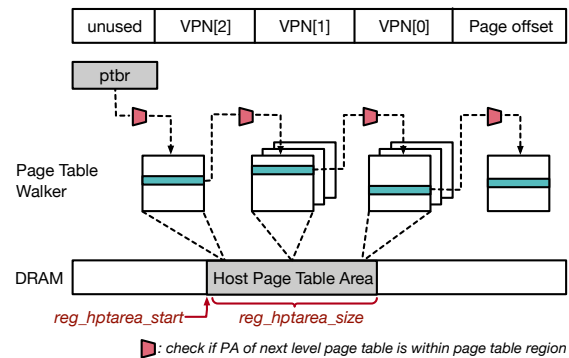 unused VPN[2] VPN[1] VPN[0] Page offset
ptbr
Page Table
Walker
DRAM Host Page Table Area
reg_hptarea_start reg_hptarea_size
: check if PA of next level page table is within page table region